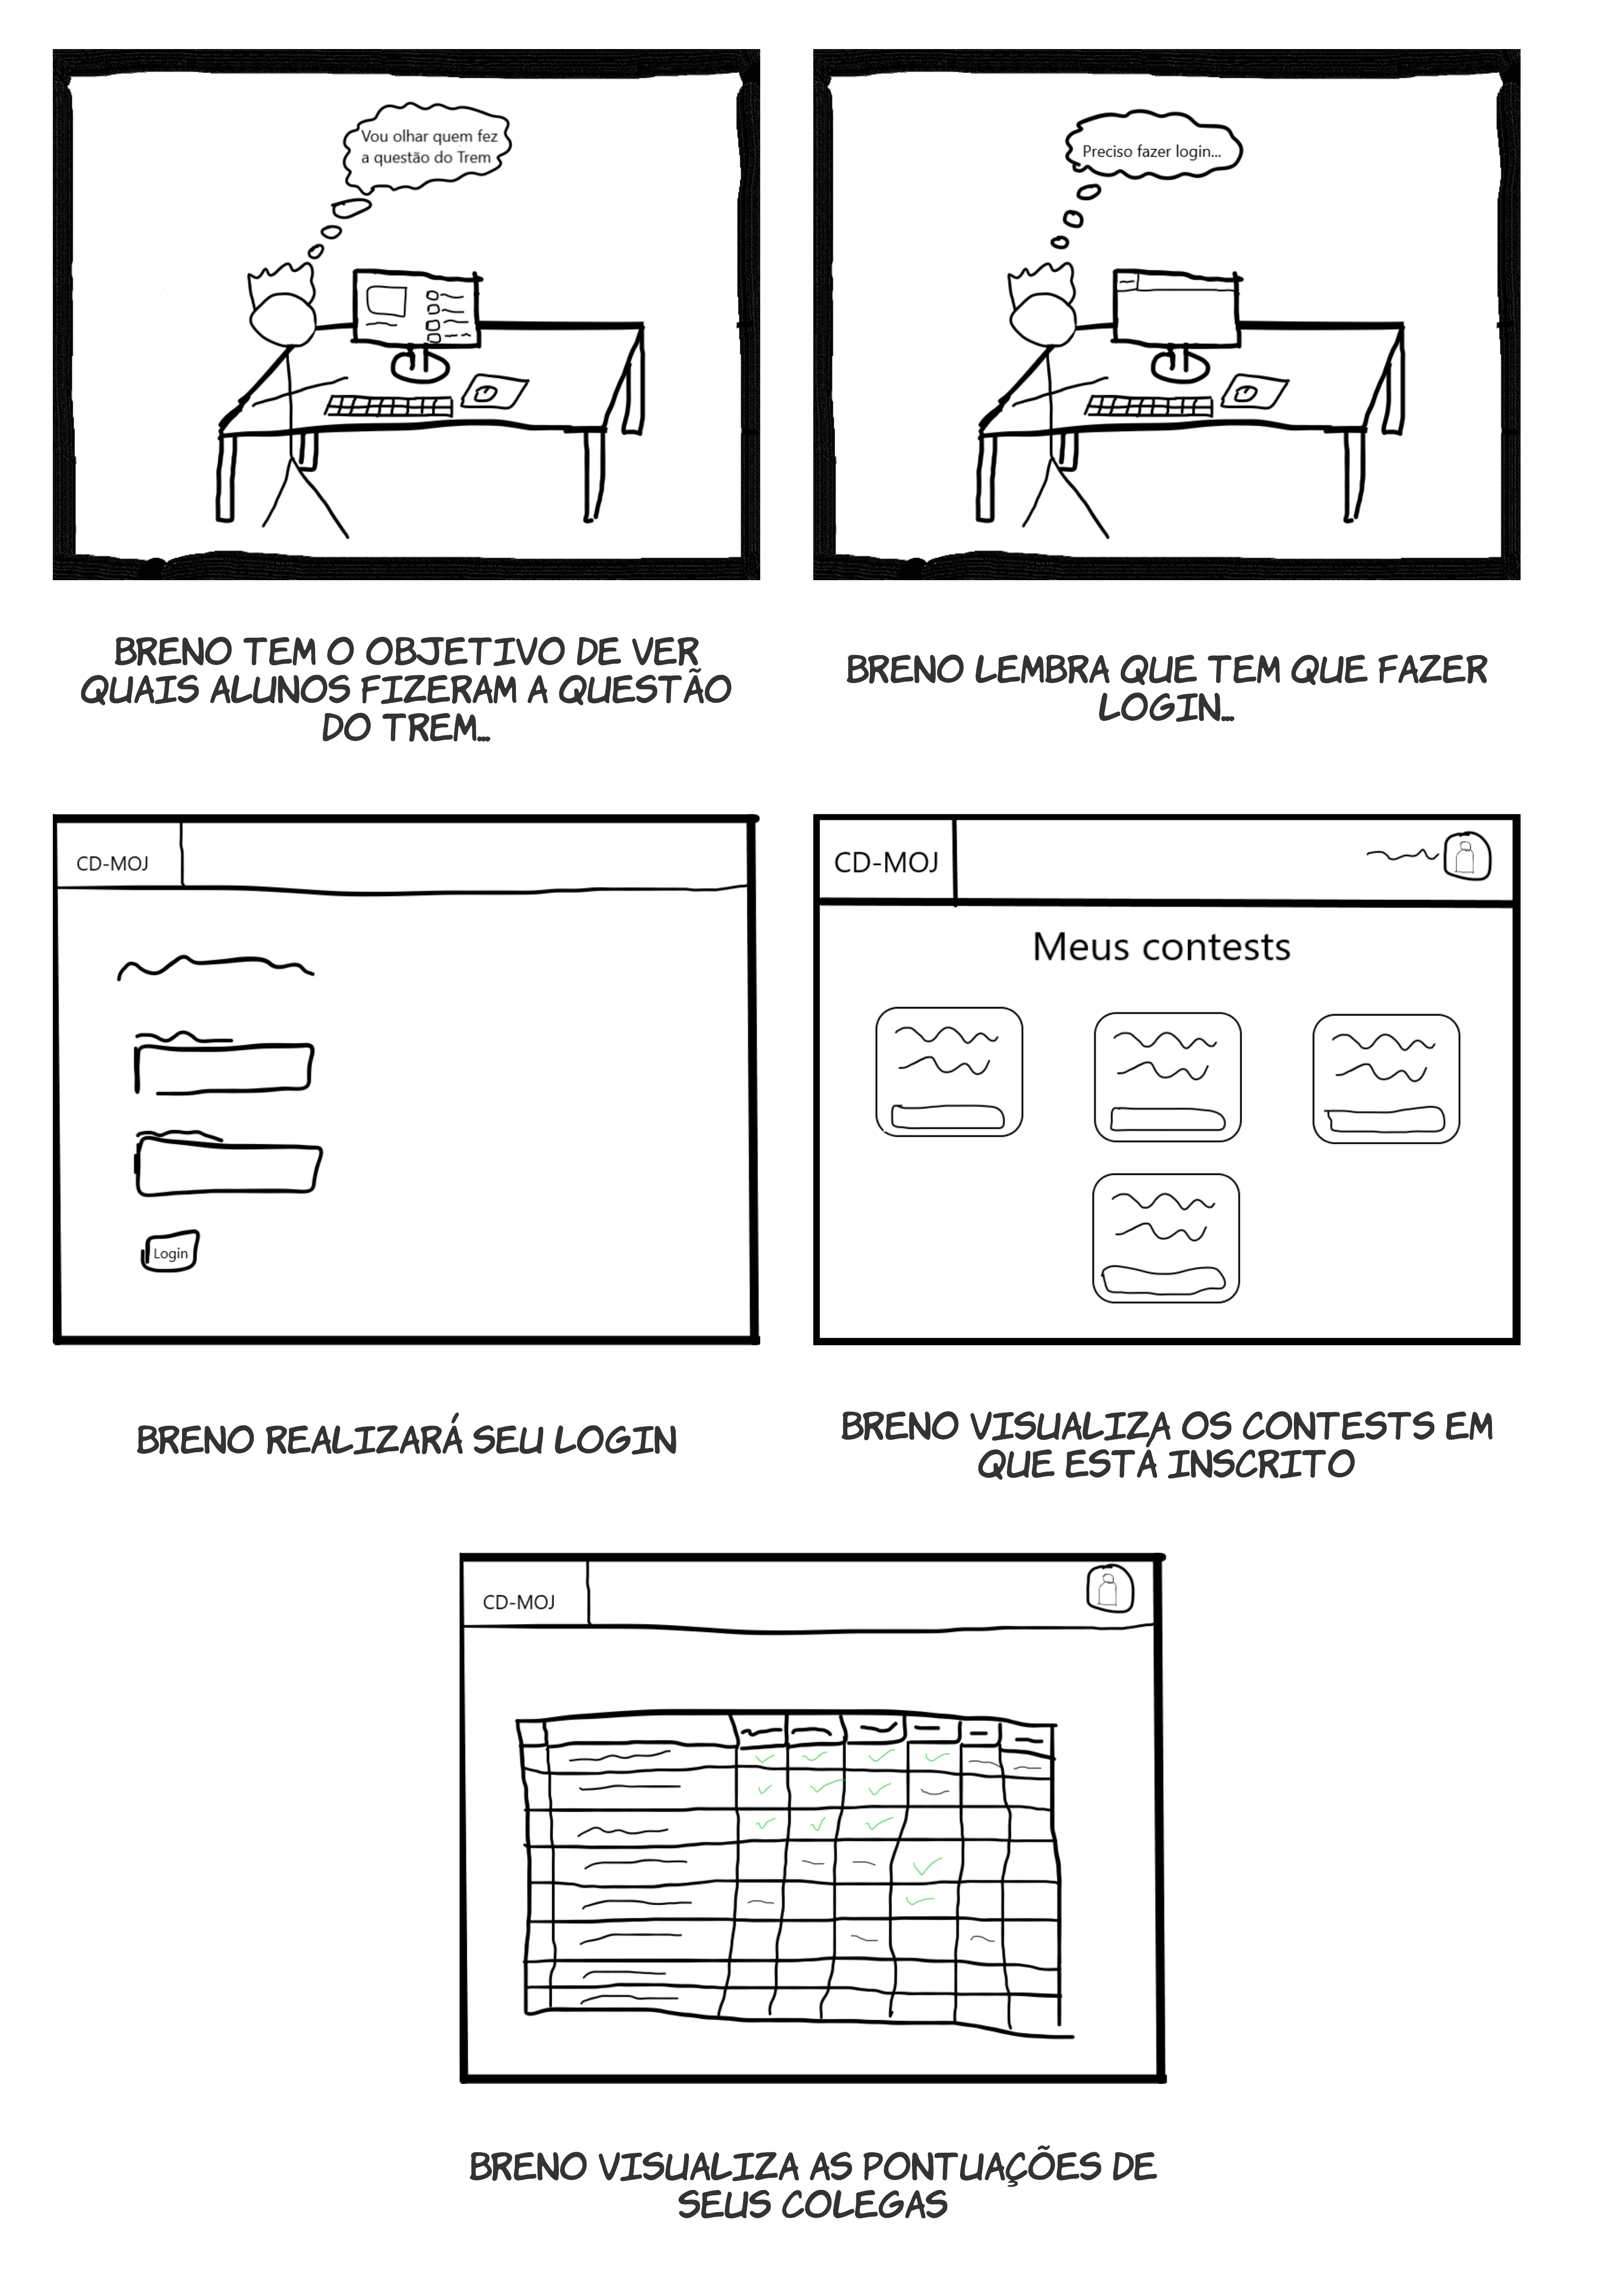 Vou olhar quem fez
a questão do Trem
Preciso fazer login...
BRENO TEM O OBJETIVO DE VER
QUAIS ALUNOS FIZERAM A QUESTÃO
DO TREM...
BRENO LEMBRA QUE TEM QUE FAZER
LOGIN...
CD-MOJ
Login
CD-MOJ
Meus contests
BRENO REALIZARÁ SEU LOGIN
BRENO VISUALIZA OS CONTESTS EM
QUE ESTÁ INSCRITO
CD-MOJ
BRENO VISUALIZA AS PONTUAÇÕES DE
SEUS COLEGAS